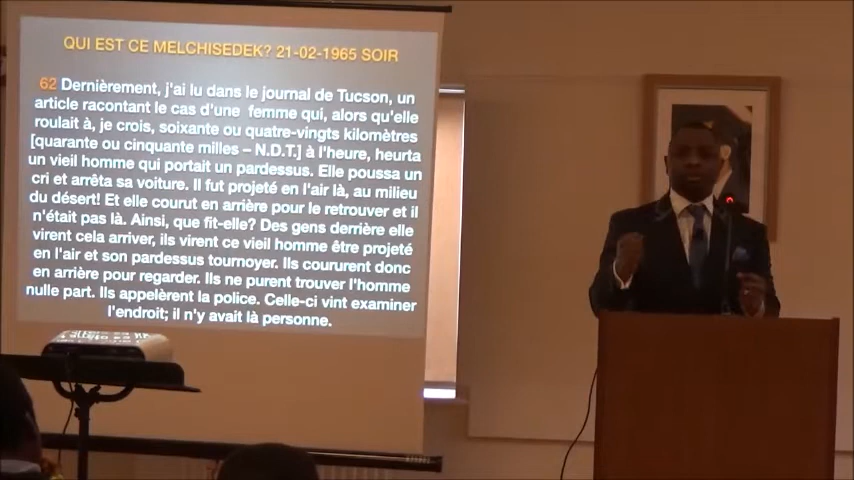 QUI EST CE MELCHISEDEK? 21-02-1965 SOIR
62 Dernièrement, j'ai lu dans le journal de Tucson, un
article racontant le cas d'une femme qui, alors qu'elle
roulait à, je crois, soixante ou quatre-vingts kilomètres
[quarante ou cinquante milles – N.D.T.] à l'heure, heurta
un vieil homme qui portait un pardessus. Elle poussa un
cri et arrêta sa voiture. Il fut projeté en l'air là, au milieu
du désert! Et elle courut en arrière pour le retrouver et il
n'était pas là. Ainsi, que fit-elle? Des gens derrière elle
virent cela arriver, ils virent ce vieil homme être projeté
en l'air et son pardessus tournoyer. Ils coururent donc
en arrière pour regarder. Ils ne purent trouver l'homme
nulle part. Ils appelèrent la police. Celle-ci vint examiner
l'endroit; il n'y avait là personne.